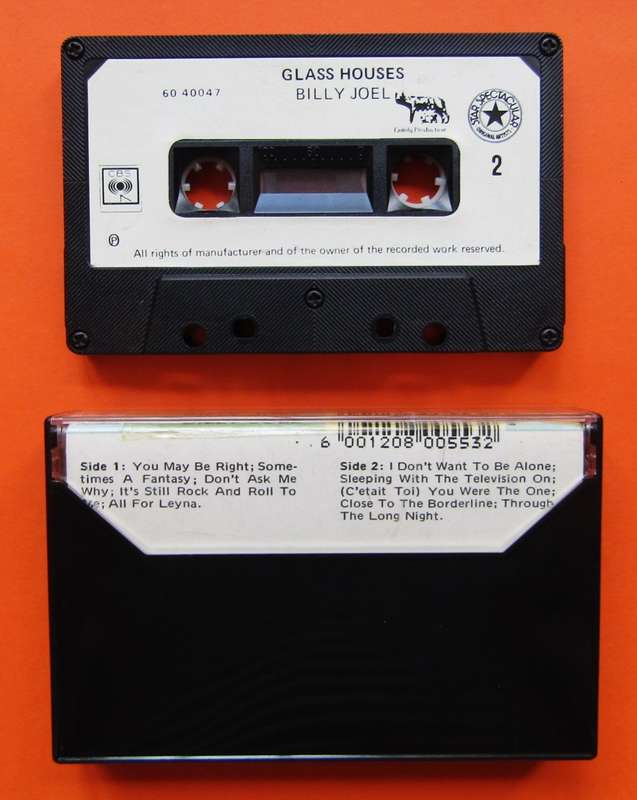 GLASS HOUSES
60 40047
BILLY JOEL
Family Production
STAR SPECTACULAR
ORIGINAL ARTISTS
CBS
2
Ⓟ
All rights of manufacturer and of the owner of the recorded work reserved.
6 001208 005532
Side 1: You May Be Right; Some-
times A Fantasy; Don't Ask Me
Why; It's Still Rock And Roll To
Me; All For Leyna.
Side 2: I Don't Want To Be Alone;
Sleeping With The Television On;
(C'etait Toi) You Were The One;
Close To The Borderline; Through
The Long Night.